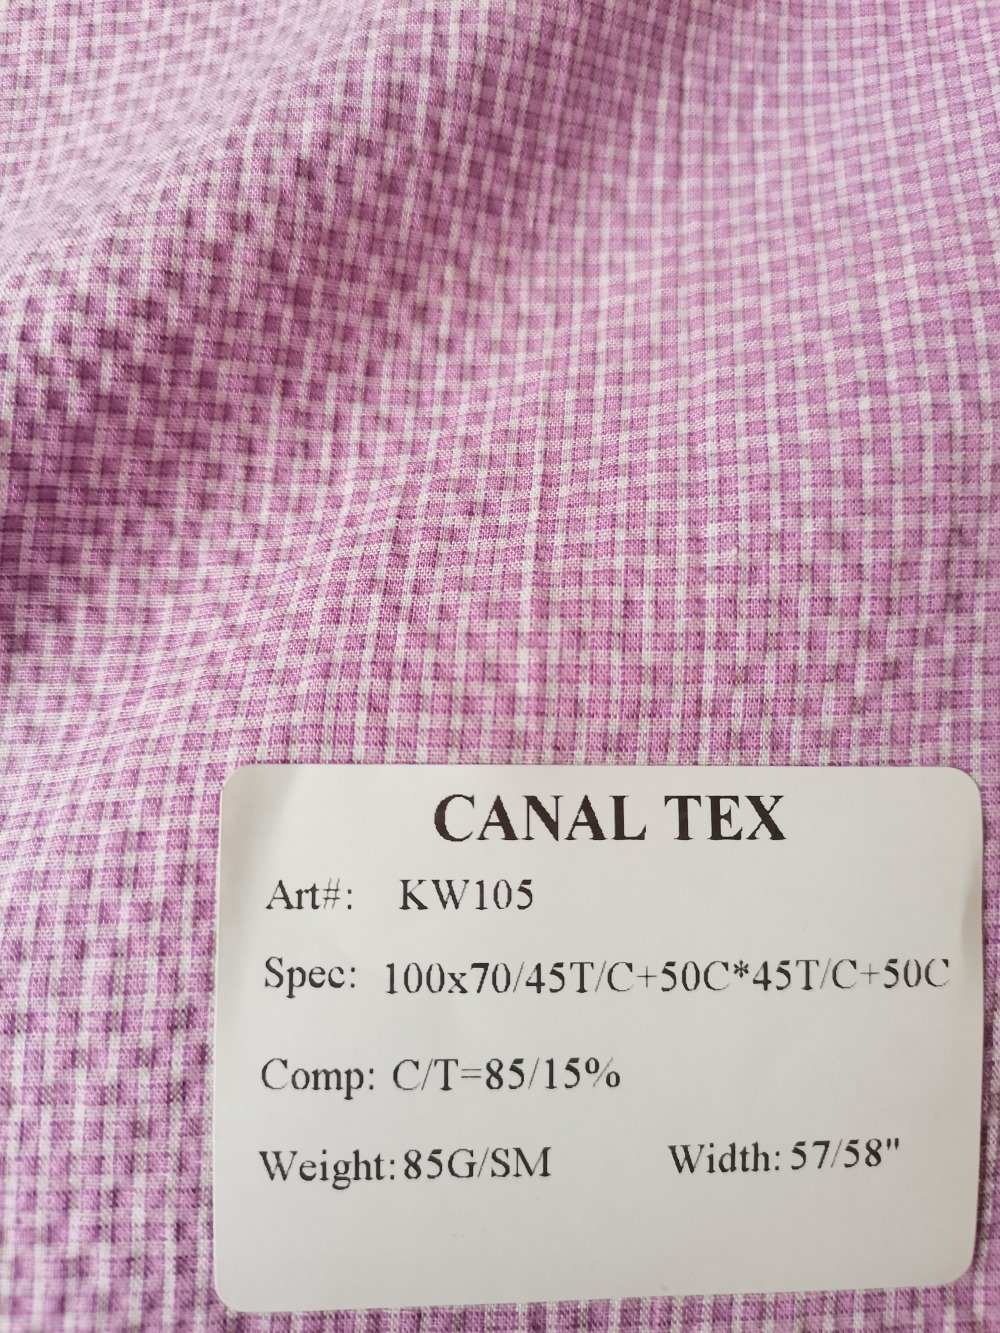 CANAL TEX
Art#: KW105
Spec: 100x70/45T/C+50C*45T/C+50C
Comp: C/T=85/15%
Weight:85G/SM Width:57/58"